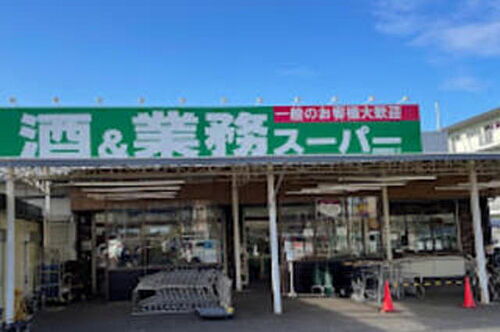 一般のお客様大歓迎
酒&業務スーパー